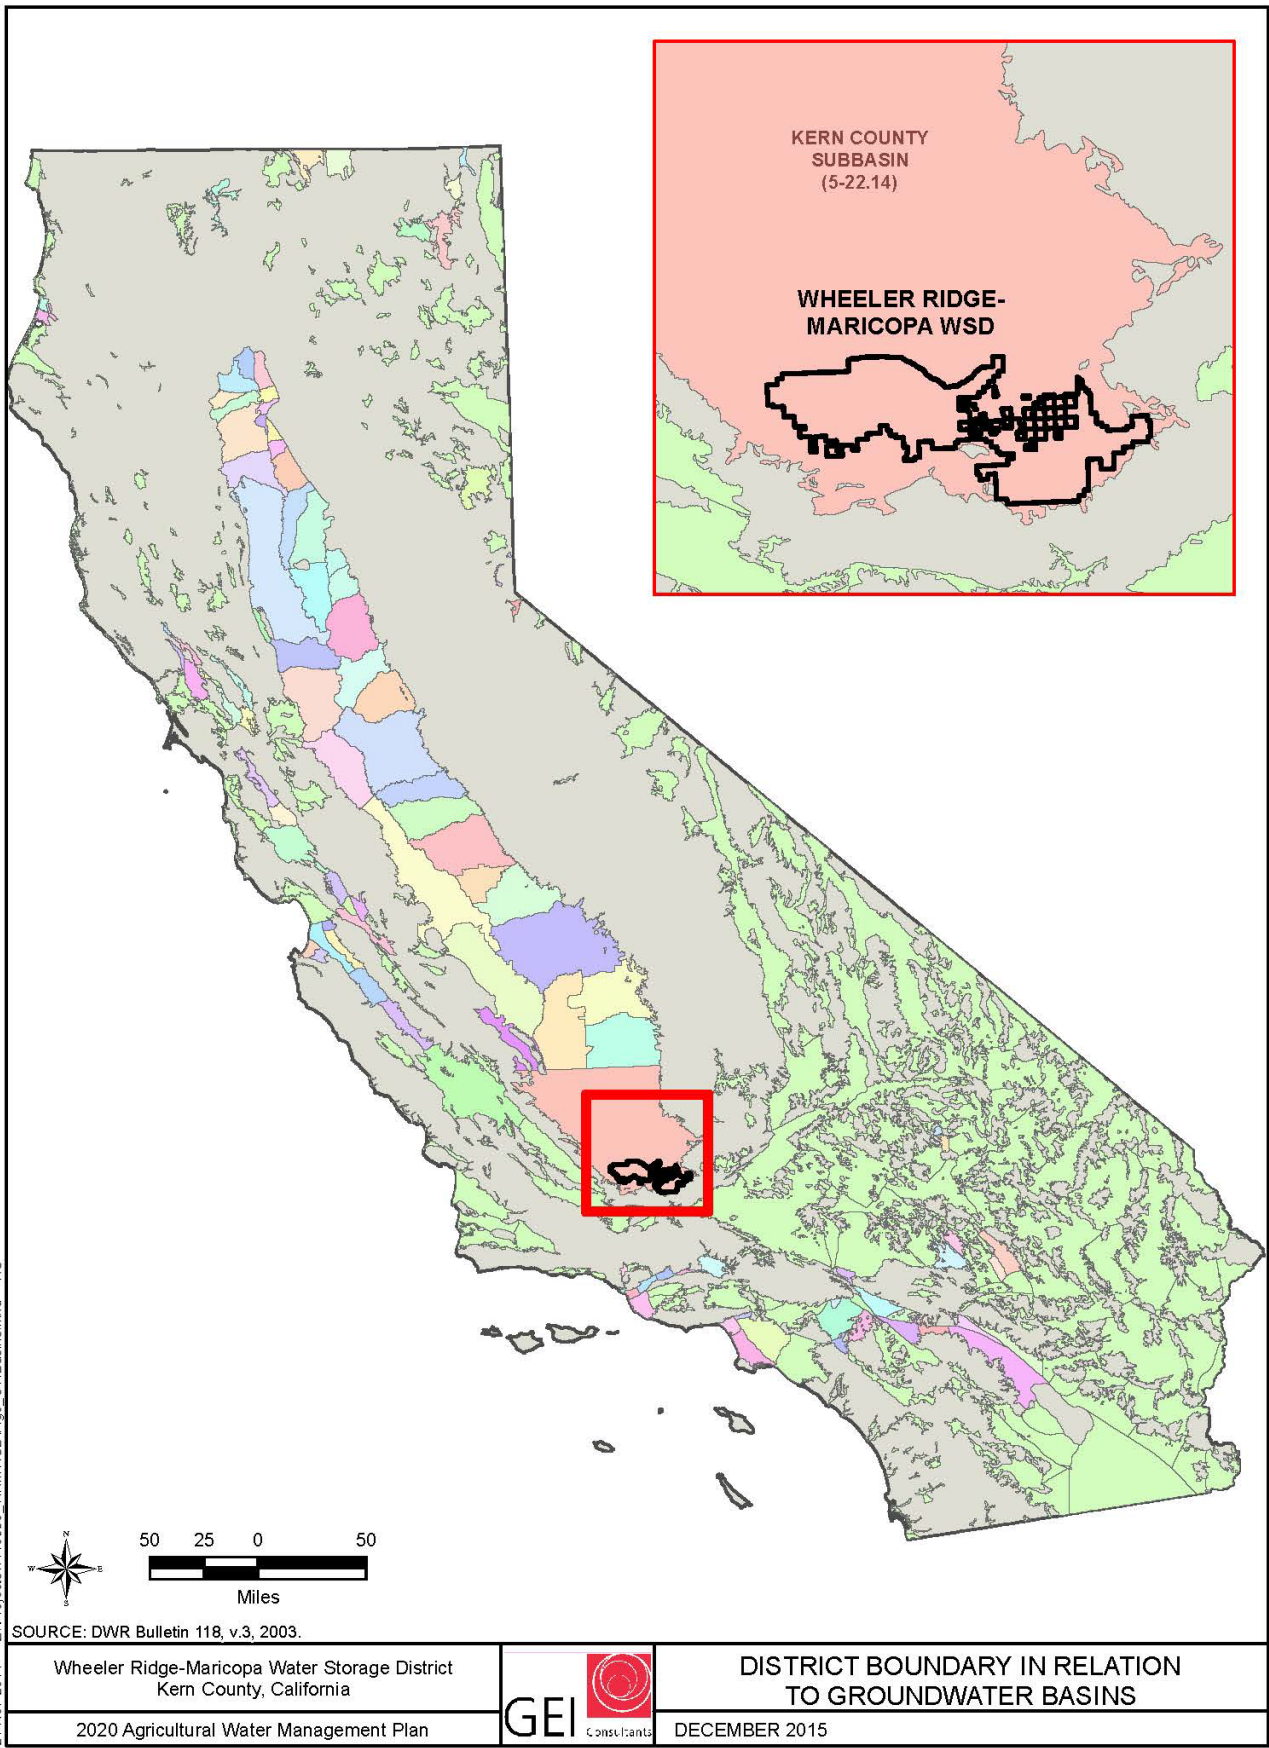 KERN COUNTY
SUBBASIN
(5-22.14)
WHEELER RIDGE-
MARICOPA WSD
N
W
E
S
50 25 0 50
Miles
SOURCE: DWR Bulletin 118, v.3, 2003.
Wheeler Ridge-Maricopa Water Storage District
Kern County, California
2020 Agricultural Water Management Plan
GEI Consultants
DISTRICT BOUNDARY IN RELATION
TO GROUNDWATER BASINS
DECEMBER 2015